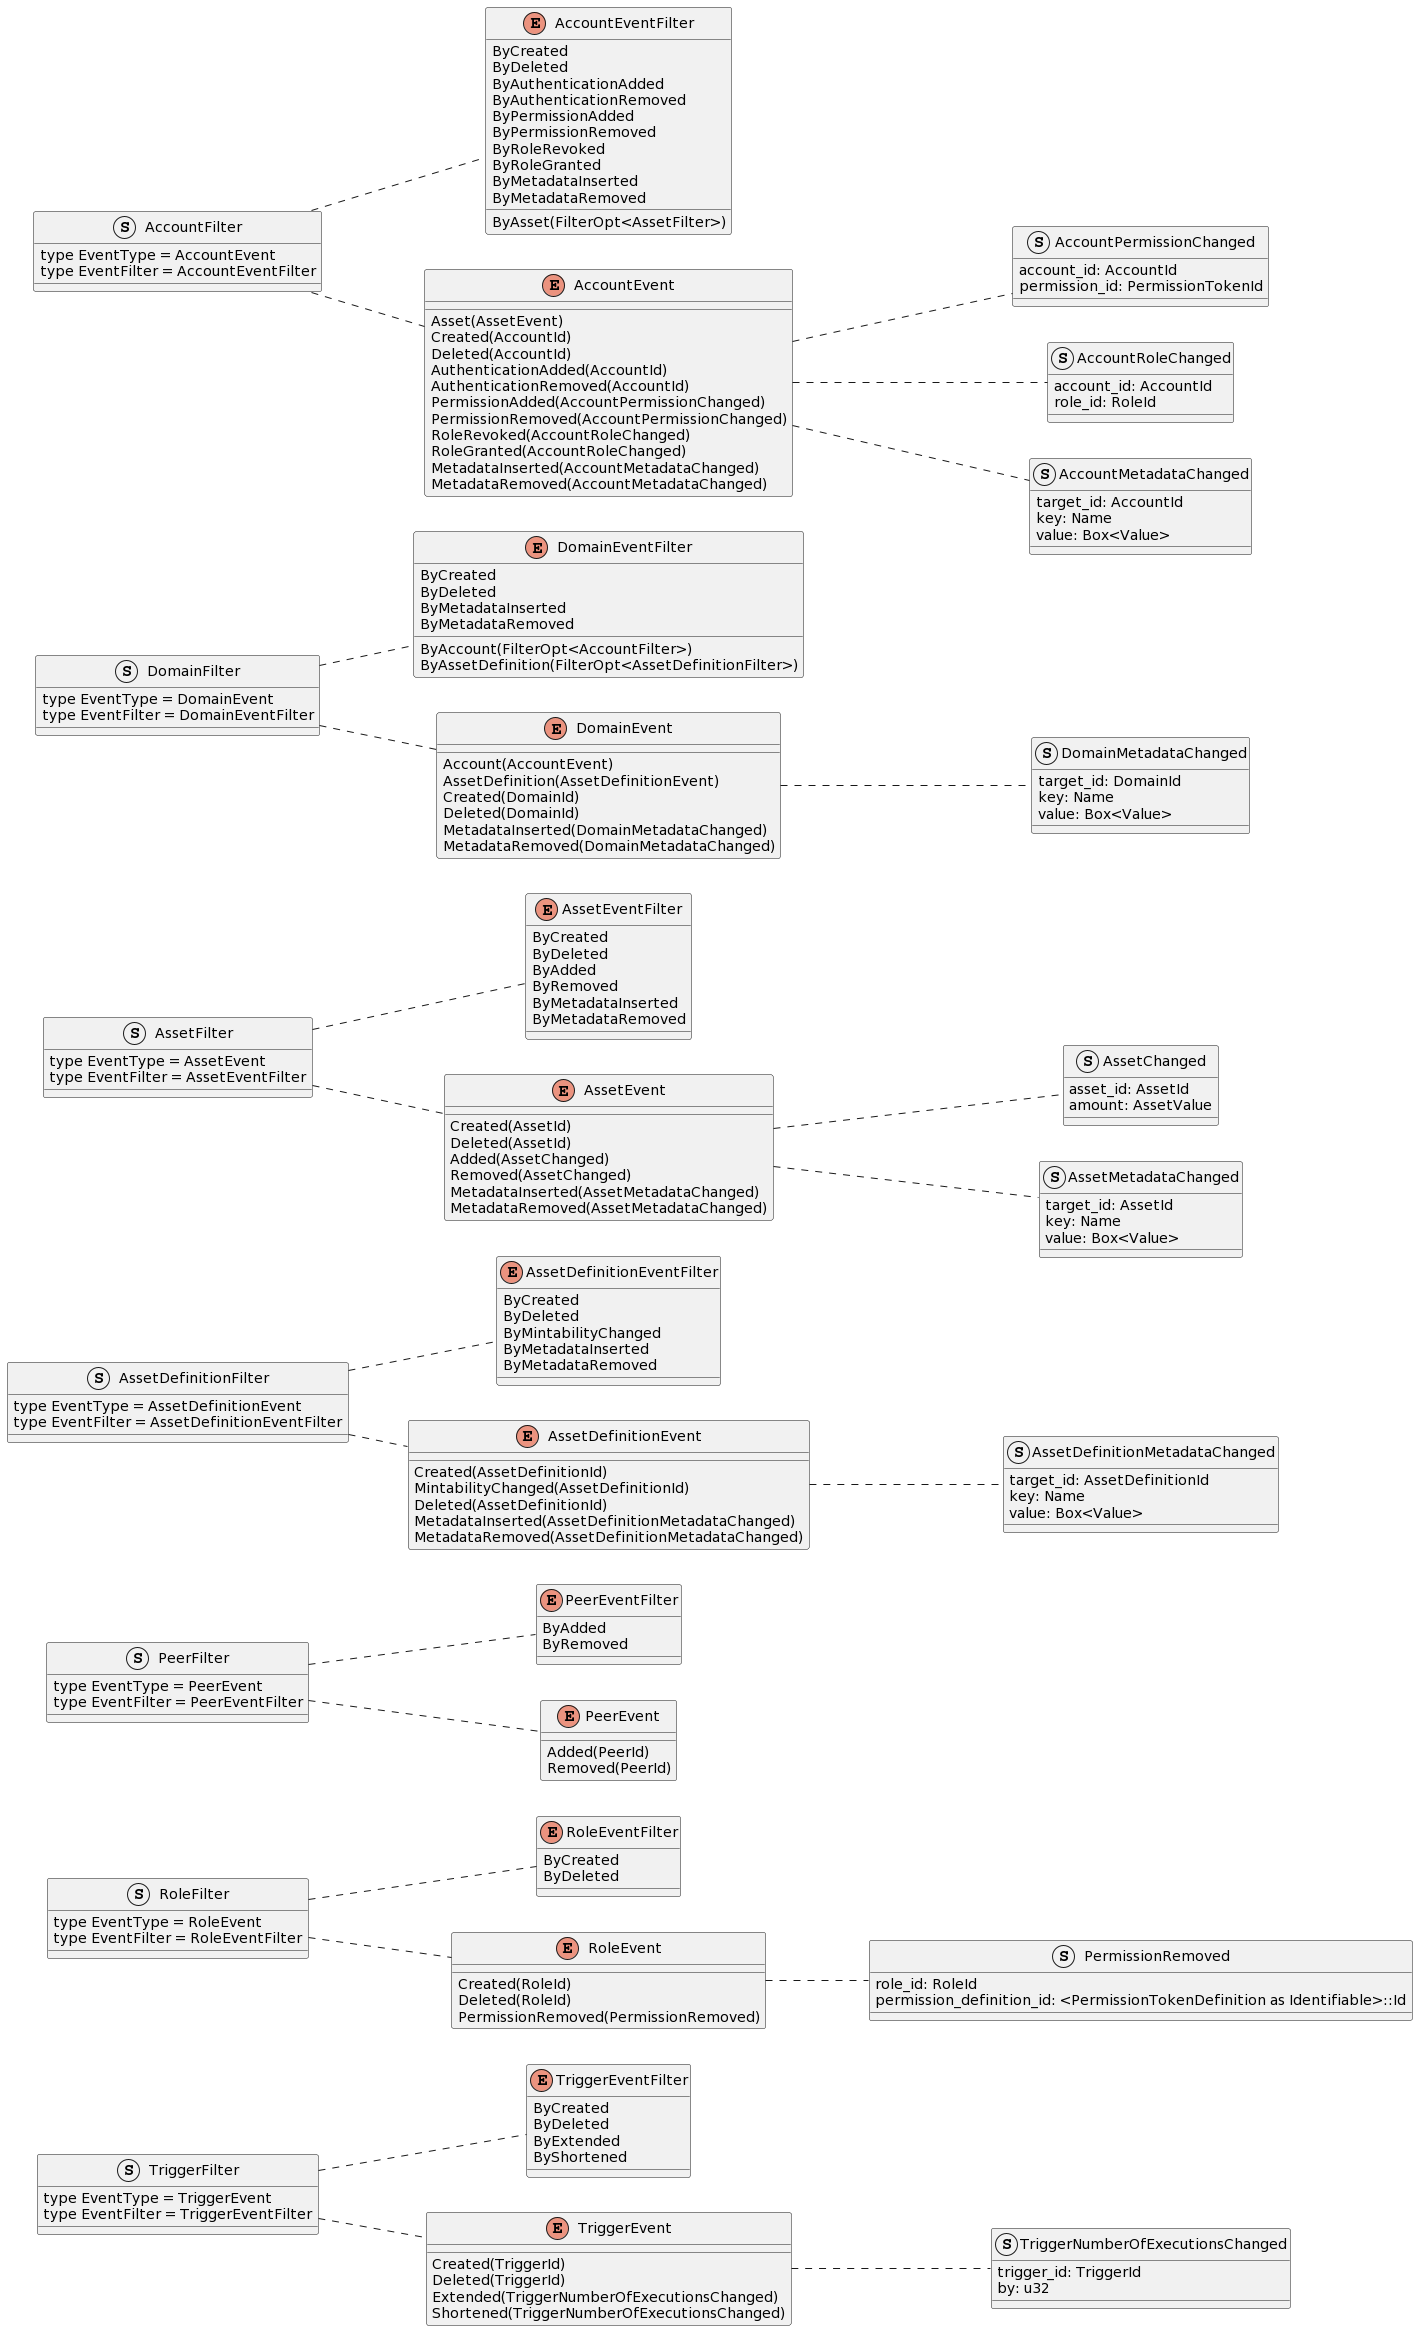 E AccountEventFilter
ByCreated
ByDeleted
ByAuthenticationAdded
ByAuthenticationRemoved
ByPermissionAdded
ByPermissionRemoved
ByRoleRevoked
ByRoleGranted
ByMetadataInserted
ByMetadataRemoved
ByAsset(FilterOpt<AssetFilter>)
S AccountFilter
type EventType = AccountEvent
type EventFilter = AccountEventFilter
E AccountEvent
Asset(AssetEvent)
Created(AccountId)
Deleted(AccountId)
AuthenticationAdded(AccountId)
AuthenticationRemoved(AccountId)
PermissionAdded(AccountPermissionChanged)
PermissionRemoved(AccountPermissionChanged)
RoleRevoked(AccountRoleChanged)
RoleGranted(AccountRoleChanged)
MetadataInserted(AccountMetadataChanged)
MetadataRemoved(AccountMetadataChanged)
S AccountPermissionChanged
account_id: AccountId
permission_id: PermissionTokenId
S AccountRoleChanged
account_id: AccountId
role_id: RoleId
S AccountMetadataChanged
target_id: AccountId
key: Name
value: Box<Value>
E DomainEventFilter
ByCreated
ByDeleted
ByMetadataInserted
ByMetadataRemoved
ByAccount(FilterOpt<AccountFilter>)
ByAssetDefinition(FilterOpt<AssetDefinitionFilter>)
S DomainFilter
type EventType = DomainEvent
type EventFilter = DomainEventFilter
E DomainEvent
Account(AccountEvent)
AssetDefinition(AssetDefinitionEvent)
Created(DomainId)
Deleted(DomainId)
MetadataInserted(DomainMetadataChanged)
MetadataRemoved(DomainMetadataChanged)
S DomainMetadataChanged
target_id: DomainId
key: Name
value: Box<Value>
E AssetEventFilter
ByCreated
ByDeleted
ByAdded
ByRemoved
ByMetadataInserted
ByMetadataRemoved
S AssetFilter
type EventType = AssetEvent
type EventFilter = AssetEventFilter
E AssetEvent
Created(AssetId)
Deleted(AssetId)
Added(AssetChanged)
Removed(AssetChanged)
MetadataInserted(AssetMetadataChanged)
MetadataRemoved(AssetMetadataChanged)
S AssetChanged
asset_id: AssetId
amount: AssetValue
S AssetMetadataChanged
target_id: AssetId
key: Name
value: Box<Value>
E AssetDefinitionEventFilter
ByCreated
ByDeleted
ByMintabilityChanged
ByMetadataInserted
ByMetadataRemoved
S AssetDefinitionFilter
type EventType = AssetDefinitionEvent
type EventFilter = AssetDefinitionEventFilter
E AssetDefinitionEvent
Created(AssetDefinitionId)
MintabilityChanged(AssetDefinitionId)
Deleted(AssetDefinitionId)
MetadataInserted(AssetDefinitionMetadataChanged)
MetadataRemoved(AssetDefinitionMetadataChanged)
S AssetDefinitionMetadataChanged
target_id: AssetDefinitionId
key: Name
value: Box<Value>
E PeerEventFilter
ByAdded
ByRemoved
S PeerFilter
type EventType = PeerEvent
type EventFilter = PeerEventFilter
E PeerEvent
Added(PeerId)
Removed(PeerId)
E RoleEventFilter
ByCreated
ByDeleted
S RoleFilter
type EventType = RoleEvent
type EventFilter = RoleEventFilter
E RoleEvent
Created(RoleId)
Deleted(RoleId)
PermissionRemoved(PermissionRemoved)
S PermissionRemoved
role_id: RoleId
permission_definition_id: <PermissionTokenDefinition as Identifiable>::Id
E TriggerEventFilter
ByCreated
ByDeleted
ByExtended
ByShortened
S TriggerFilter
type EventType = TriggerEvent
type EventFilter = TriggerEventFilter
E TriggerEvent
Created(TriggerId)
Deleted(TriggerId)
Extended(TriggerNumberOfExecutionsChanged)
Shortened(TriggerNumberOfExecutionsChanged)
S TriggerNumberOfExecutionsChanged
trigger_id: TriggerId
by: u32